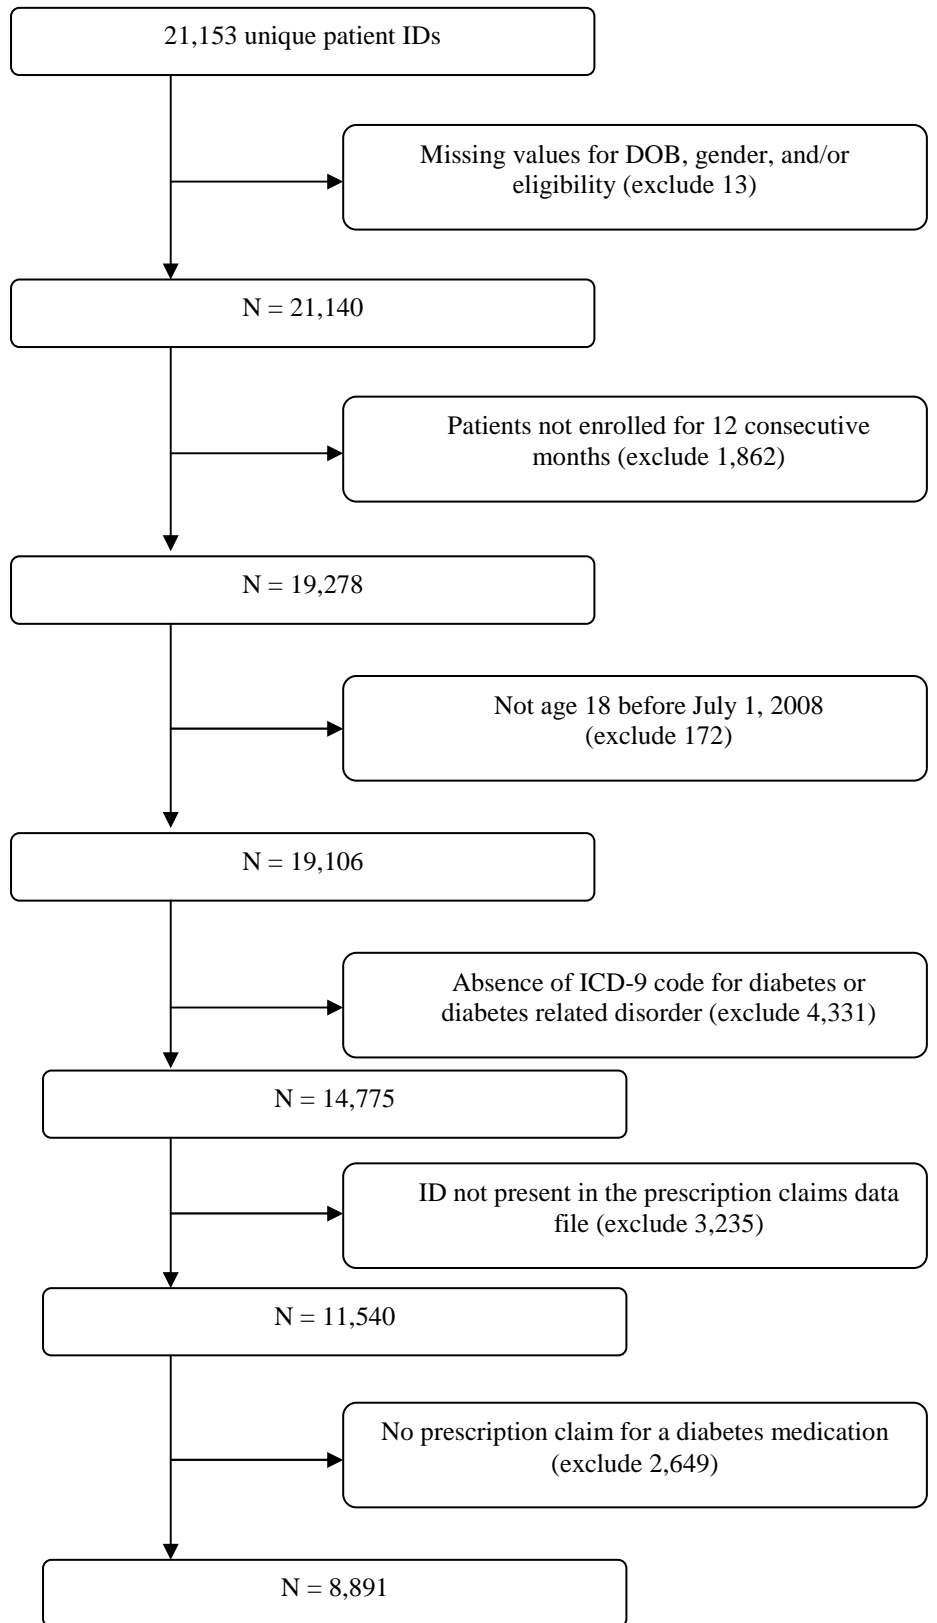 21,153 unique patient IDs
Missing values for DOB, gender, and/or
eligibility (exclude 13)
N = 21,140
Patients not enrolled for 12 consecutive
months (exclude 1,862)
N = 19,278
Not age 18 before July 1, 2008
(exclude 172)
N = 19,106
Absence of ICD-9 code for diabetes or
diabetes related disorder (exclude 4,331)
N = 14,775
ID not present in the prescription claims data
file (exclude 3,235)
N = 11,540
No prescription claim for a diabetes medication
(exclude 2,649)
N = 8,891